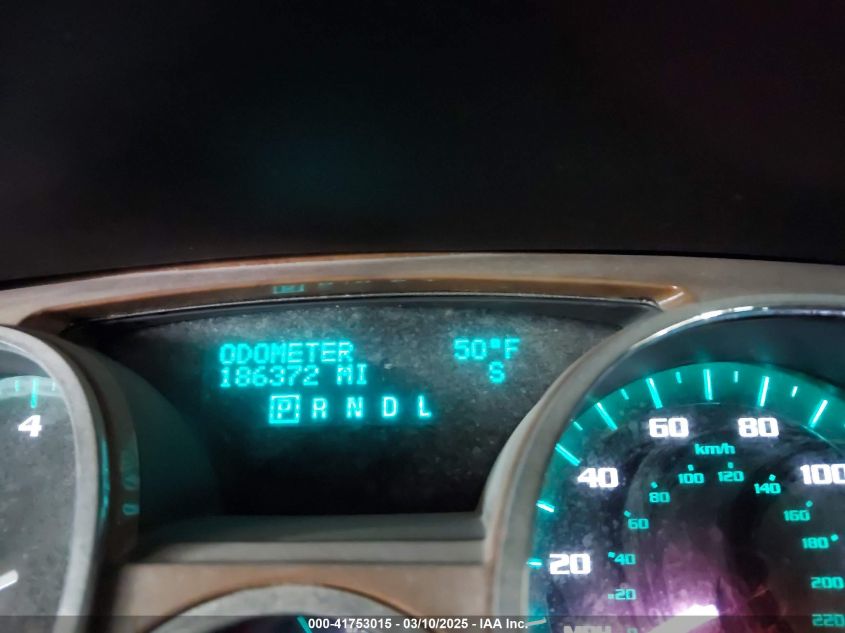 ODOMETER 50°F
186372 MI S
P R N D L
4
20 40 60 80 100
km/h
20 40 60 80 100 120 140 160 180 200 220
MPH
000-41753015 - 03/10/2025 - IAA Inc.